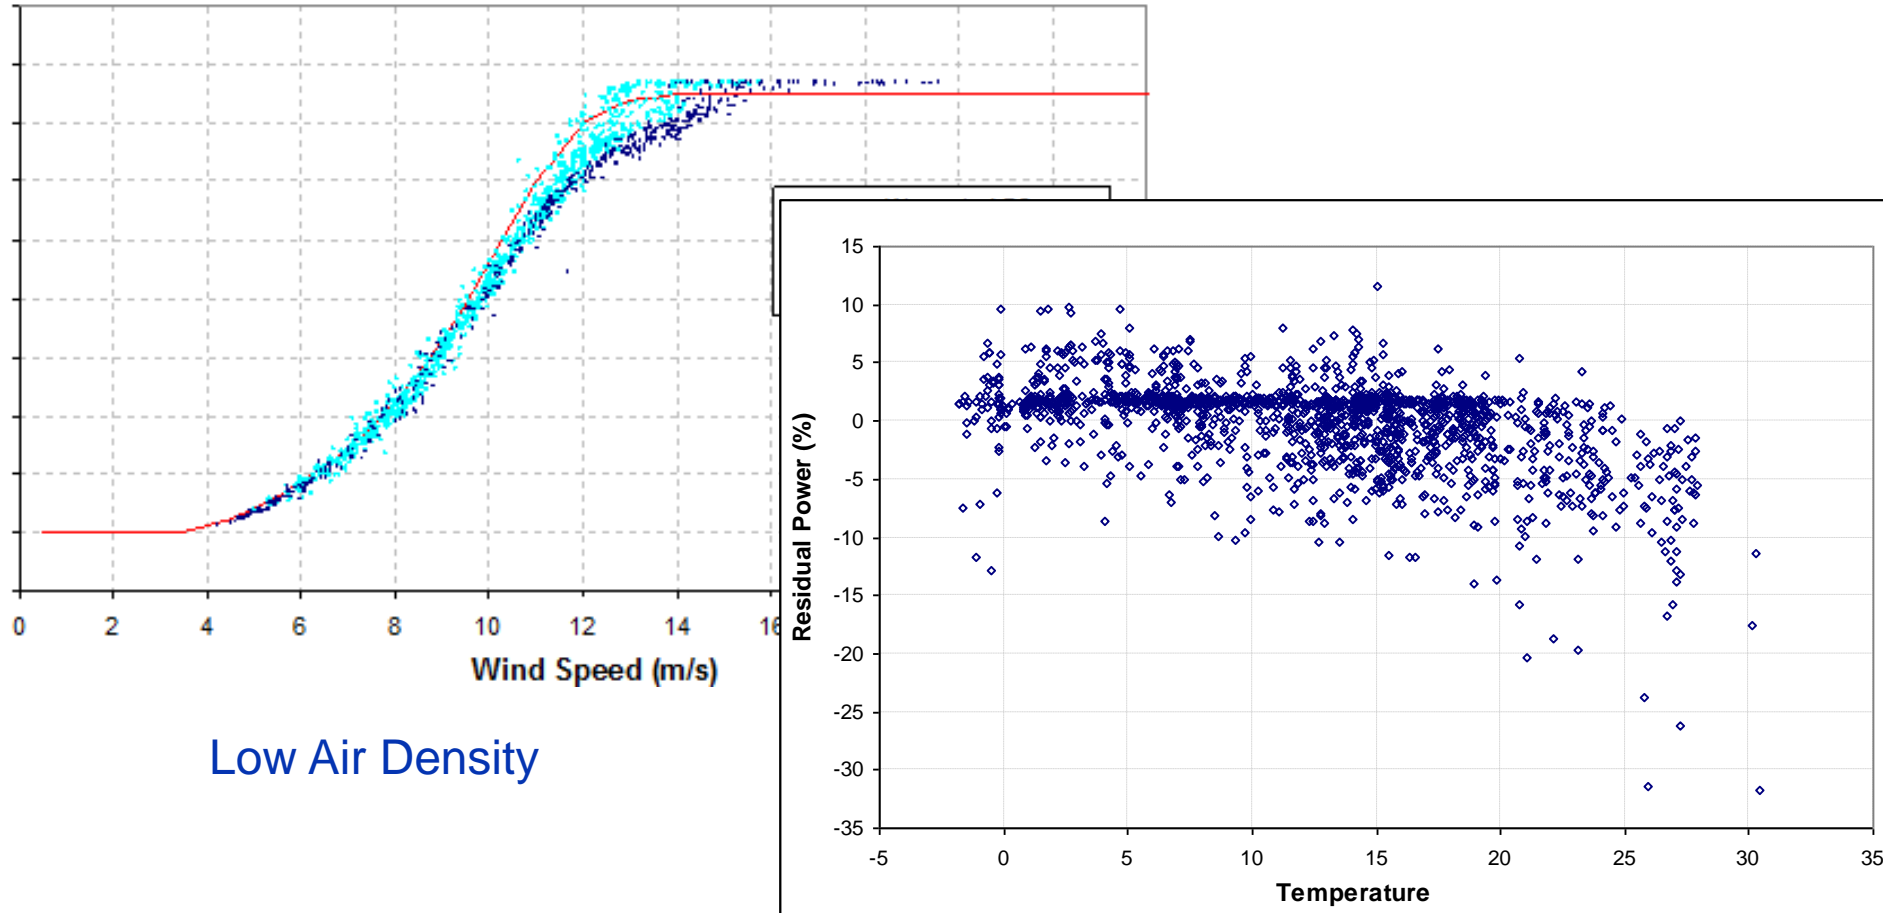 0 2 4 6 8 10 12 14 16
Wind Speed (m/s)
Low Air Density
15
10
5
0
-5
-10
-15
-20
-25
-30
-35
Residual Power (%)
-5 0 5 10 15 20 25 30 35
Temperature